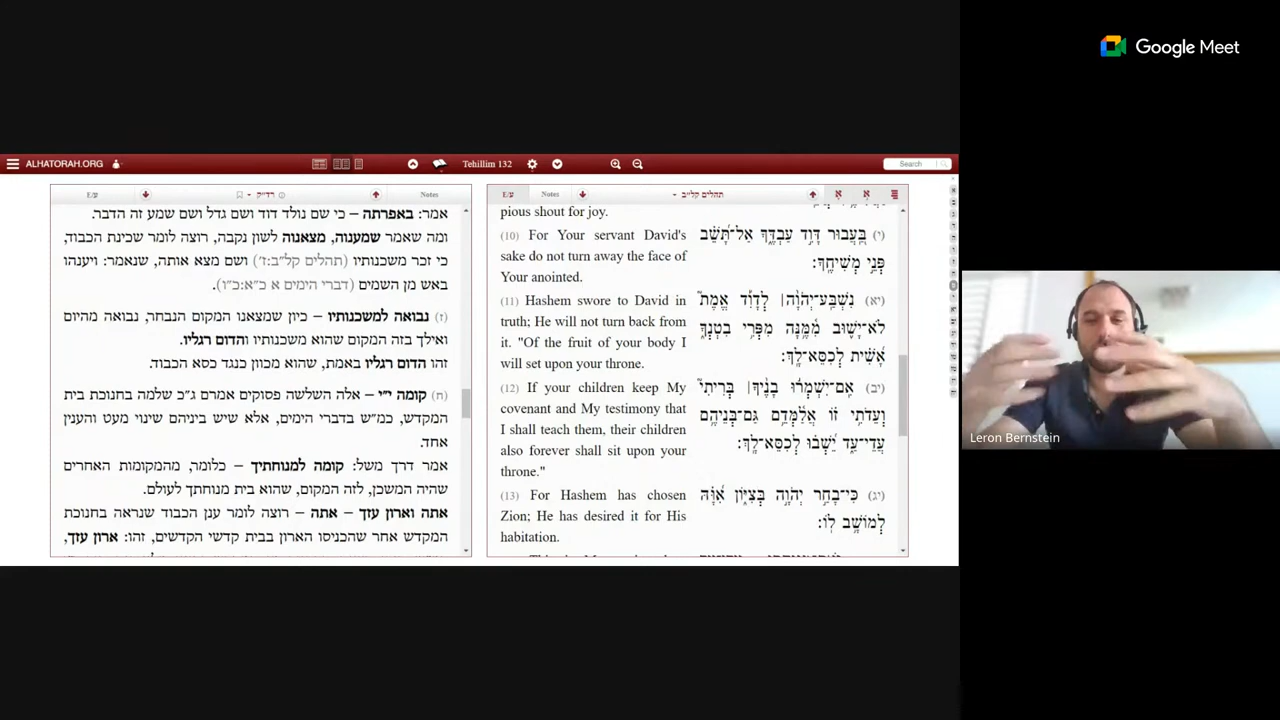 Google Meet
ALHATORAH.ORG
Tehillim 132
Search
ע/E
רד״ק
Notes
אמר: באפרתה – כי שם נולד דוד ושם גדל ושם שמע זה הדבר.
ומה שאמר שמענוה, מצאנוה לשון נקבה, רוצה לומר שכינת הכבוד,
כי זכר משכנותיו (תהלים קל״ב:ז׳) ושם מצא אותה, שנאמר: ויענהו
באש מן השמים (דברי הימים א כ״א:כ״ו).
(ז) נבואה למשכנותיו – כיון שמצאנו המקום הנבחר, נבואה מהיום
ואילך בזה המקום שהוא משכנותיו והדום רגליו.
זהו הדום רגליו באמת, כמו שהוא מכוון כנגד כסא הכבוד.
(ח) קומה י״י – אלה השלשה פסוקים אמרם ג״כ שלמה בחנוכת בית
המקדש, כמ״ש בדברי הימים, אלא שיש ביניהם שינוי מעט והענין
אחד.
אמר דרך משל: קומה למנוחתיך – כלומר, מהמקומות האחרים
שהיה המשכן, לזה המקום, שהוא בית מנוחתך לעולם.
אתה וארון עזך – אתה – רוצה לומר ענן הכבוד שנראה בחנוכת
המקדש אחר שהכניסו הארון בבית קדשי הקדשים, זהו: ארון עזך,
ע/E
Notes
תהלים קל״ב
pious shout for joy.
(10) For Your servant David's
sake do not turn away the face of
Your anointed.
(י) בַּעֲבוּר דָּוִד עַבְדֶּךָ אַל־תָּשֵׁב
פְּנֵי מְשִׁיחֶךָ׃
(11) Hashem swore to David in
truth; He will not turn back from
it. "Of the fruit of your body I
will set upon your throne.
(יא) נִשְׁבַּע־יְהֹוָה׀ לְדָוִד אֱמֶת
לֹא־יָשׁוּב מִמֶּנָּה מִפְּרִי בִטְנְךָ
אָשִׁית לְכִסֵּא־לָךְ׃
(12) If your children keep My
covenant and My testimony that
I shall teach them, their children
also forever shall sit upon your
throne."
(יב) אִם־יִשְׁמְרוּ בָנֶיךָ׀ בְּרִיתִי
וְעֵדֹתִי זוֹ אֲלַמְּדֵם גַּם־בְּנֵיהֶם
עֲדֵי־עַד יֵשְׁבוּ לְכִסֵּא־לָךְ׃
(13) For Hashem has chosen
Zion; He has desired it for His
habitation.
(יג) כִּי־בָחַר יְהֹוָה בְּצִיּוֹן אִוָּהּ
לְמוֹשָׁב לוֹ׃
Leron Bernstein